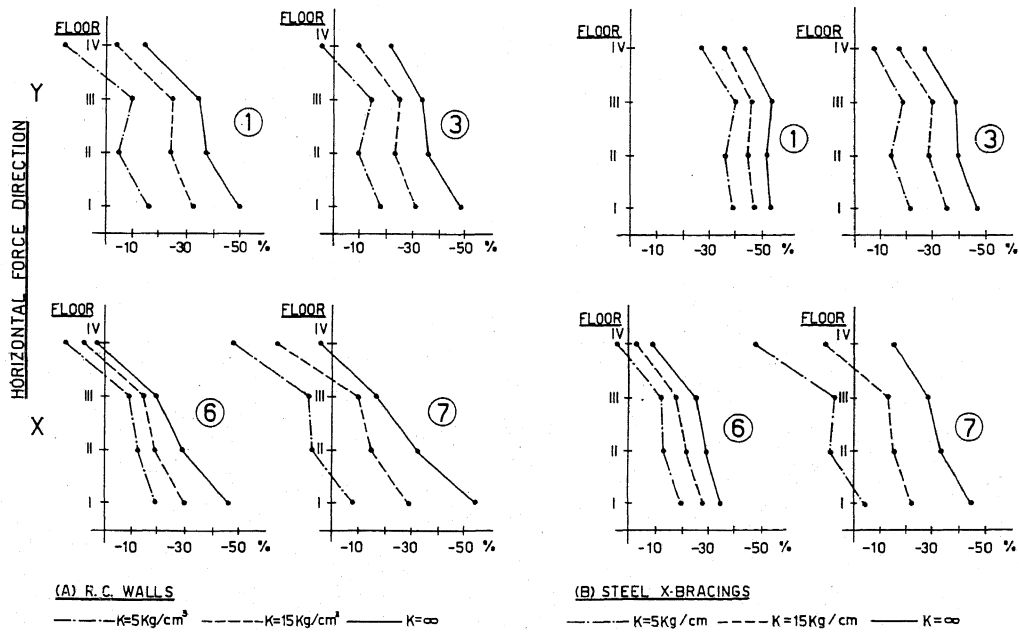 FLOOR FLOOR FLOOR FLOOR
IV IV IV IV
III III III III
II II II II
I I I I
1 3 1 3
-10 -30 -50 % -10 -30 -50 % -10 -30 -50 % -10 -30 -50 %
Y
HORIZONTAL FORCE DIRECTION
X
FLOOR FLOOR FLOOR FLOOR
IV IV IV IV
III III III III
II II II II
I I I I
6 7 6 7
-10 -30 -50 % -10 -30 -50 % -10 -30 -50 % -10 -30 -50 %
(A) R.C. WALLS (B) STEEL X-BRACINGS
K=5Kg/cm³ K=15Kg/cm³ K=∞ K=5Kg/cm K=15Kg/cm K=∞